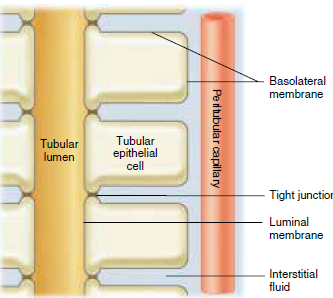 Basolateral
membrane
Tubular
lumen
Tubular
epithelial
cell
Peritubular capillary
Tight junction
Luminal
membrane
Interstitial
fluid